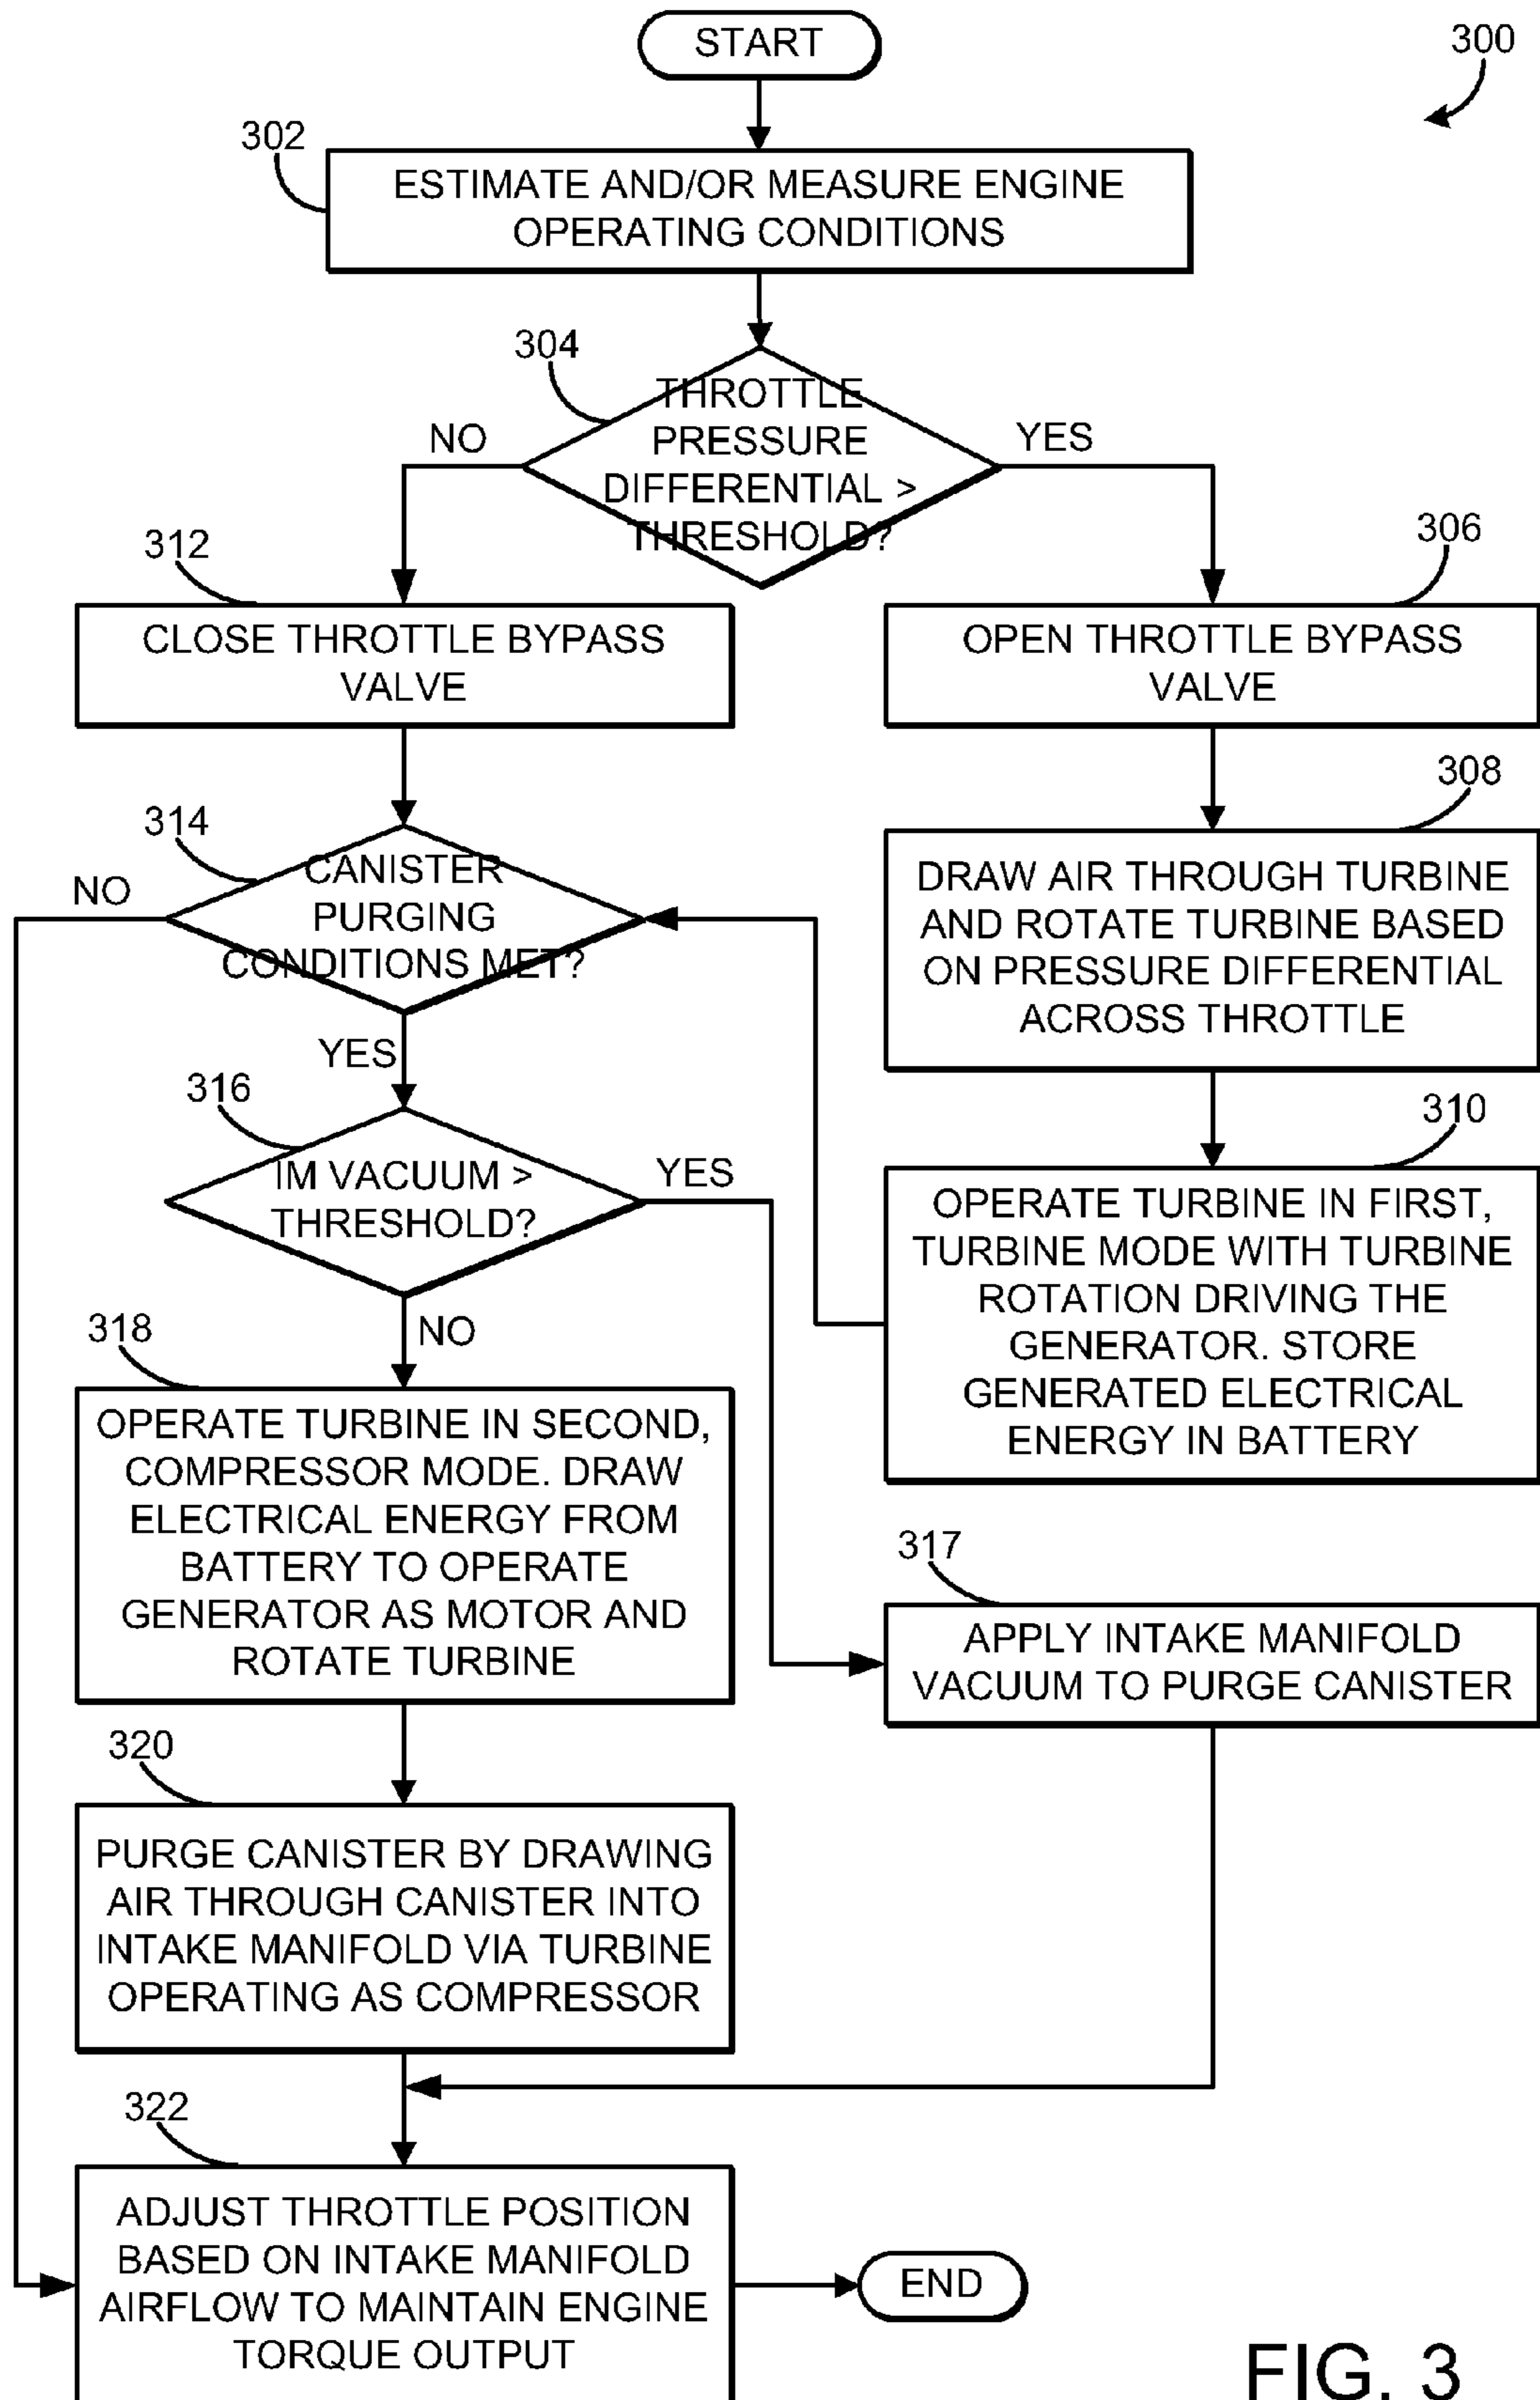 START
300
302
ESTIMATE AND/OR MEASURE ENGINE
OPERATING CONDITIONS
304
THROTTLE
PRESSURE
DIFFERENTIAL >
THRESHOLD?
NO
YES
312
CLOSE THROTTLE BYPASS
VALVE
306
OPEN THROTTLE BYPASS
VALVE
308
DRAW AIR THROUGH TURBINE
AND ROTATE TURBINE BASED
ON PRESSURE DIFFERENTIAL
ACROSS THROTTLE
314
CANISTER
PURGING
CONDITIONS MET?
NO
YES
310
OPERATE TURBINE IN FIRST,
TURBINE MODE WITH TURBINE
ROTATION DRIVING THE
GENERATOR. STORE
GENERATED ELECTRICAL
ENERGY IN BATTERY
316
IM VACUUM >
THRESHOLD?
YES
NO
318
OPERATE TURBINE IN SECOND,
COMPRESSOR MODE. DRAW
ELECTRICAL ENERGY FROM
BATTERY TO OPERATE
GENERATOR AS MOTOR AND
ROTATE TURBINE
317
APPLY INTAKE MANIFOLD
VACUUM TO PURGE CANISTER
320
PURGE CANISTER BY DRAWING
AIR THROUGH CANISTER INTO
INTAKE MANIFOLD VIA TURBINE
OPERATING AS COMPRESSOR
322
ADJUST THROTTLE POSITION
BASED ON INTAKE MANIFOLD
AIRFLOW TO MAINTAIN ENGINE
TORQUE OUTPUT
END
FIG. 3